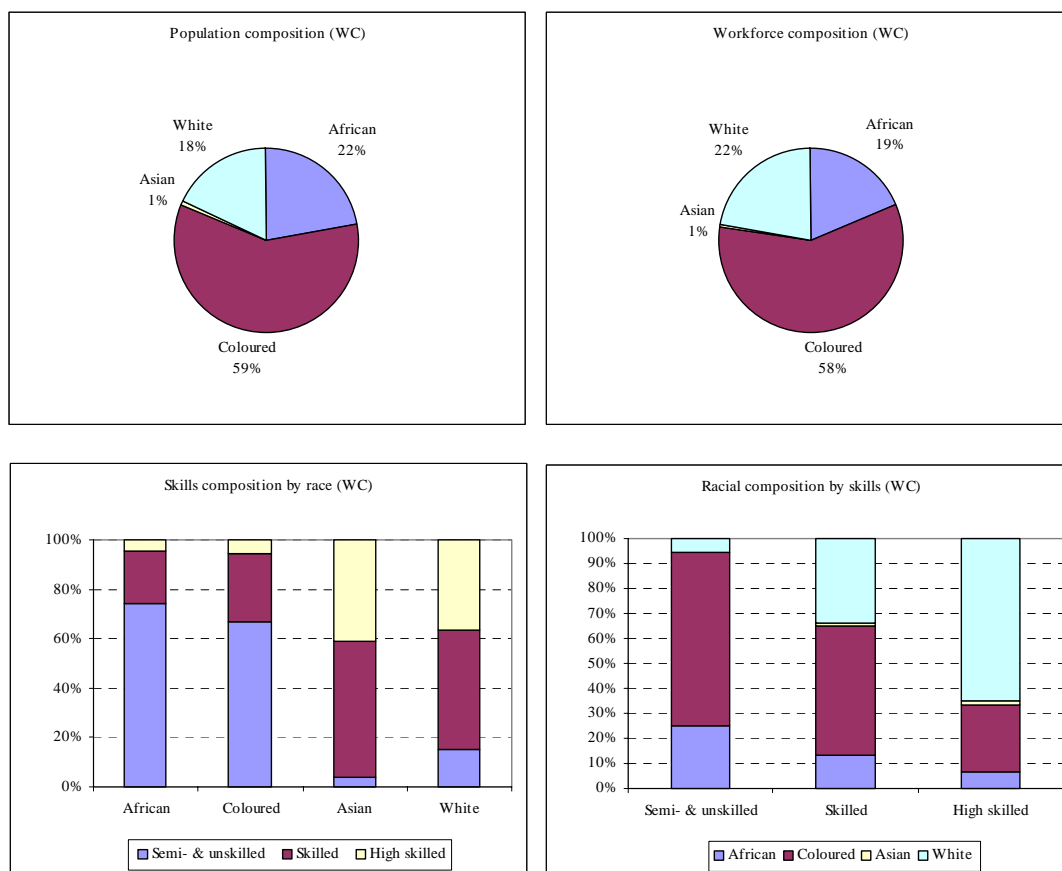 Population composition (WC)
White
18%
African
22%
Asian
1%
Coloured
59%
Workforce composition (WC)
White
22%
African
19%
Asian
1%
Coloured
58%
Skills composition by race (WC)
100%
80%
60%
40%
20%
0%
African Coloured Asian White
Semi- & unskilled Skilled High skilled
Racial composition by skills (WC)
100%
90%
80%
70%
60%
50%
40%
30%
20%
10%
0%
Semi- & unskilled Skilled High skilled
African Coloured Asian White